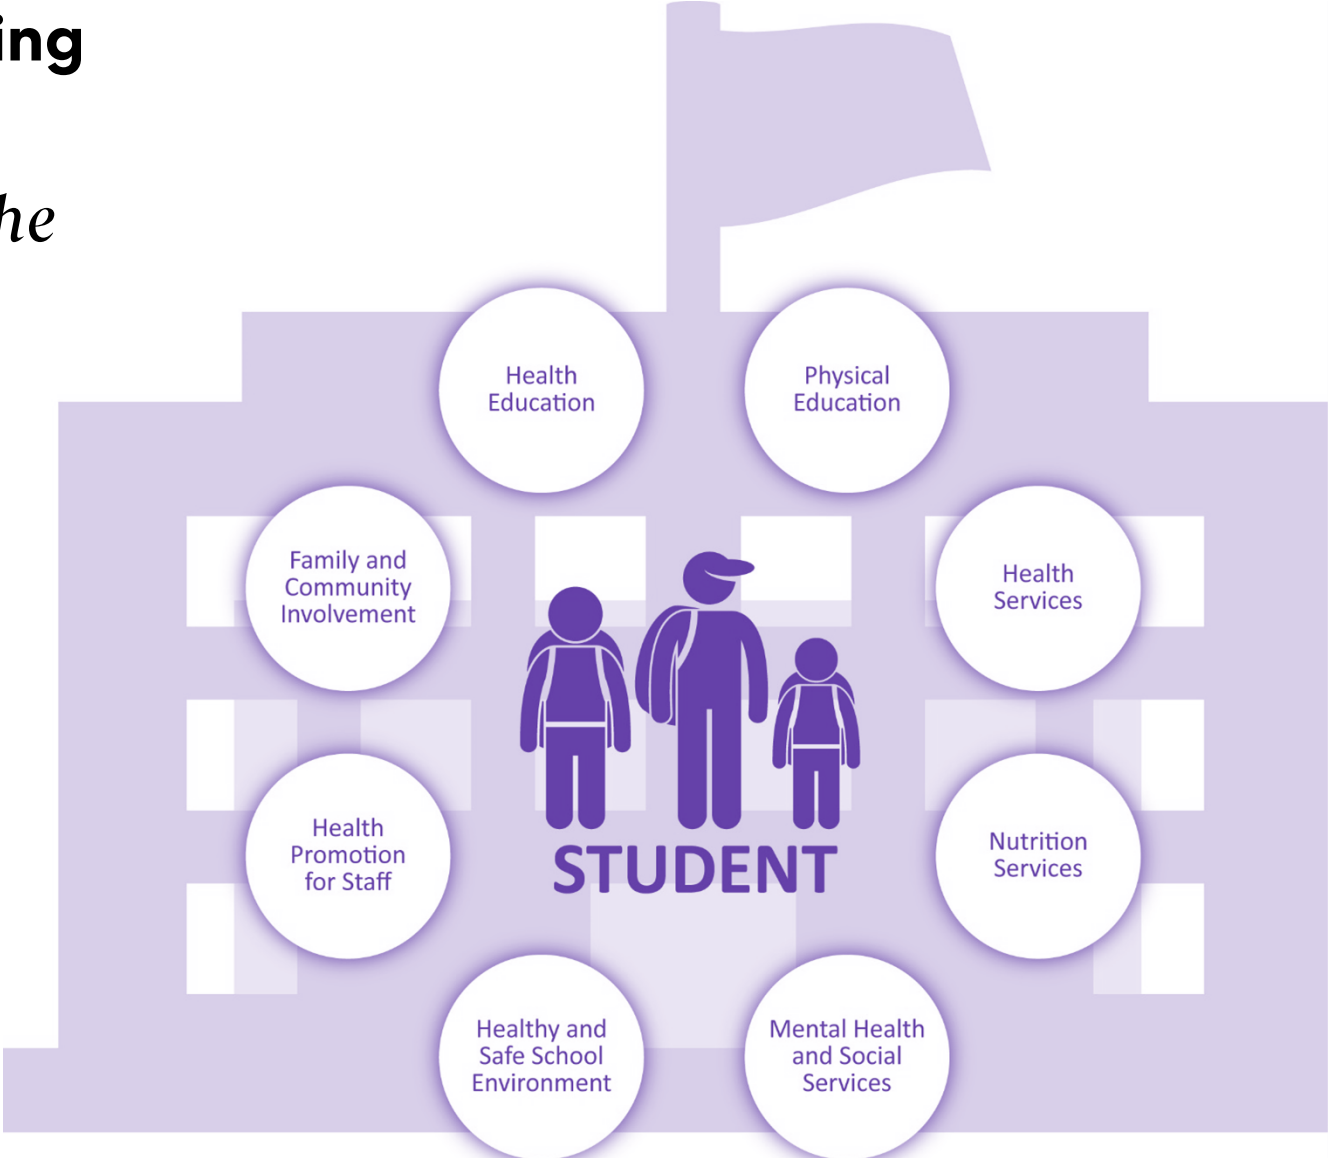 ing
he
Health
Education
Physical
Education
Family and
Community
Involvement
Health
Services
Health
Promotion
for Staff
Nutrition
Services
STUDENT
Healthy and
Safe School
Environment
Mental Health
and Social
Services